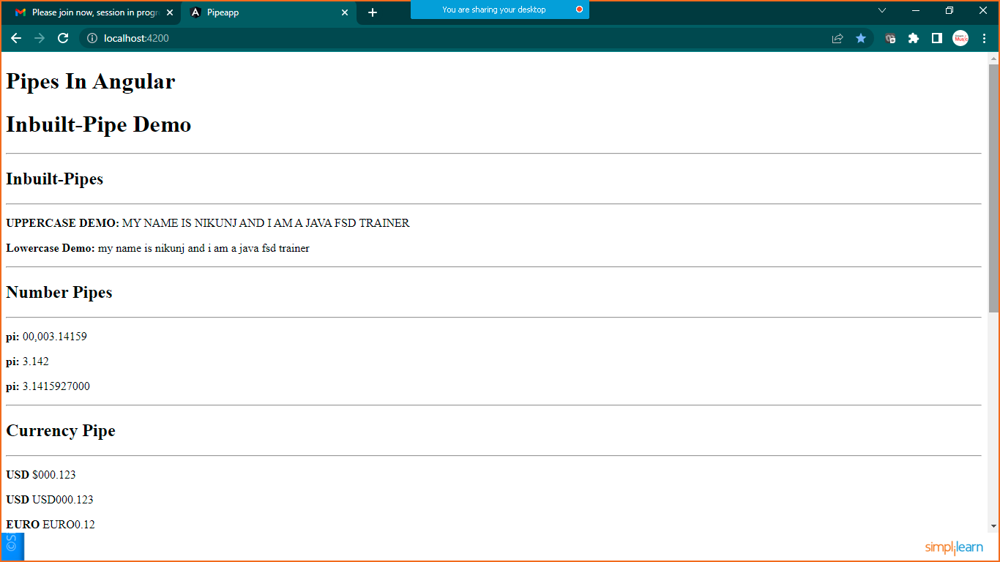 Please join now, session in progr
Pipeapp
You are sharing your desktop
localhost:4200
Pipes In Angular
Inbuilt-Pipe Demo
Inbuilt-Pipes
UPPERCASE DEMO: MY NAME IS NIKUNJ AND I AM A JAVA FSD TRAINER
Lowercase Demo: my name is nikunj and i am a java fsd trainer
Number Pipes
pi: 00,003.14159
pi: 3.142
pi: 3.1415927000
Currency Pipe
USD $000.123
USD USD000.123
EURO EURO0.12
©S
simplilearn